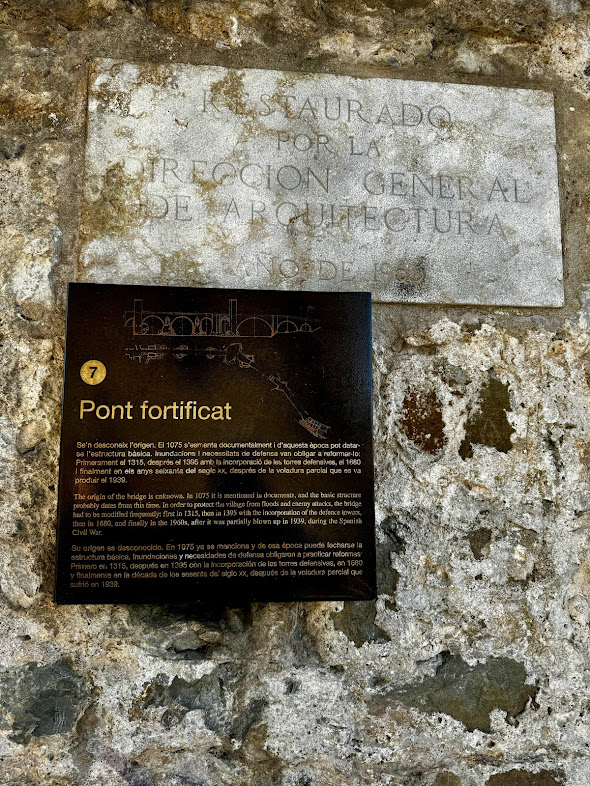 RESTAURADO
POR LA
DIRECCION GENERAL
DE ARQUITECTURA
AÑO DE 1965
7
Pont fortificat
Se'n desconeix l'orígen. El 1075 s'esmenta documentalment i d'aquesta època pot datar-
se l'estructura bàsica. Inundacions i necessitats de defensa van obligar a reformar-lo:
Primerament el 1315, després el 1395 amb la incorporació de les torres defensives, el 1680
i finalment en els anys seixanta del segle XX, després de la voladura parcial que es va
produir el 1939.
The origin of the bridge is unknown. In 1075 it is mentioned in documents, and the basic structure
probably dates from this time. In order to protect the village from floods and enemy attacks, the bridge
had to be modified frequently: first in 1315, then in 1395 with the incorporation of the defence towers,
then in 1680, and finally in the 1960s, after it was partially blown up in 1939, during the Spanish
Civil War.
Su origen es desconocido. En 1075 ya se menciona y de esa época puede fecharse la
estructura básica. Inundaciones y necesidades de defensa obligaron a practicar reformas:
Primero en 1315, después en 1395 con la incorporación de las torres defensivas, en 1680
y finalmente en la década de los sesenta del siglo XX, después de la voladura parcial que
sufrió en 1939.